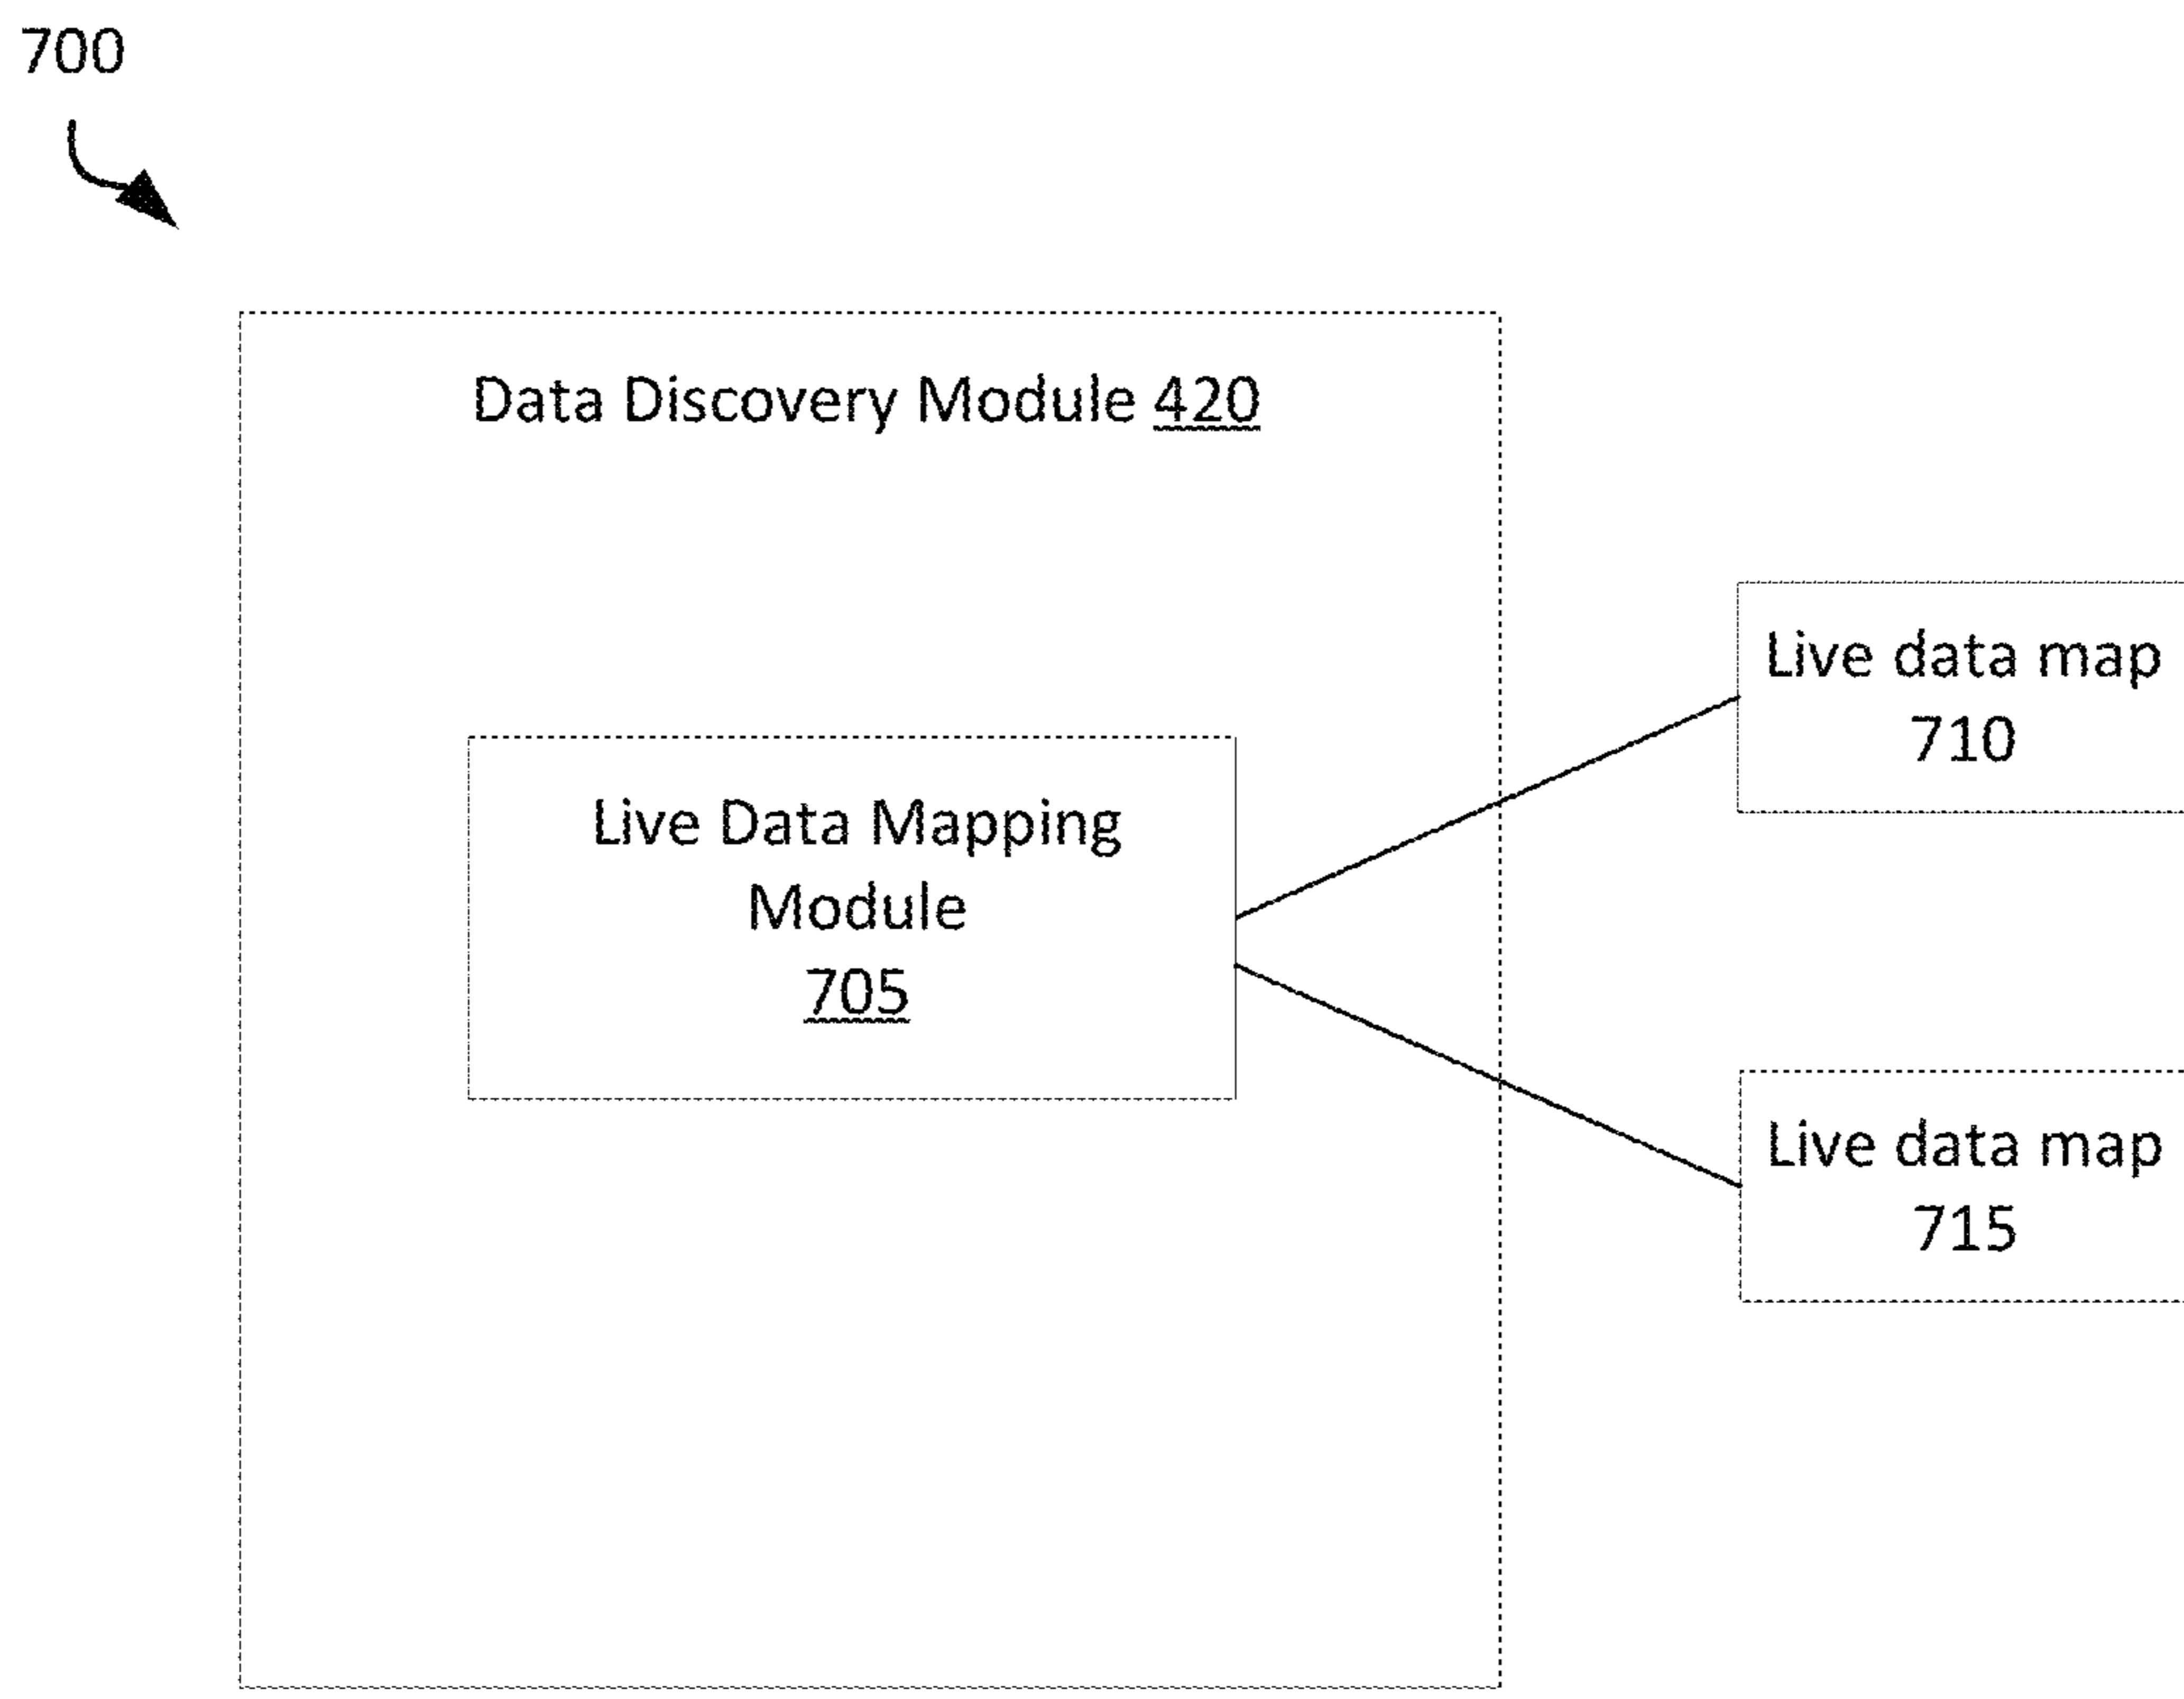 700
Data Discovery Module 420
Live data map
710
Live Data Mapping
Module
705
Live data map
715